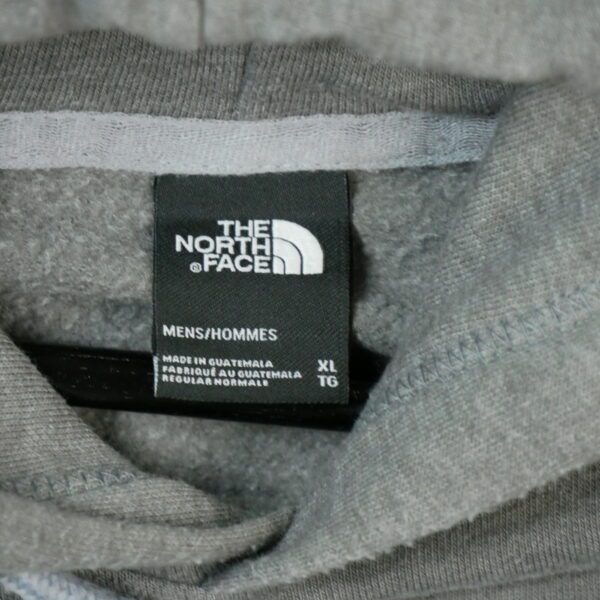 THE
NORTH
®FACE
MENS/HOMMES
MADE IN GUATEMALA XL
FABRIQUÉ AU GUATEMALA TG
REGULAR NORMALE